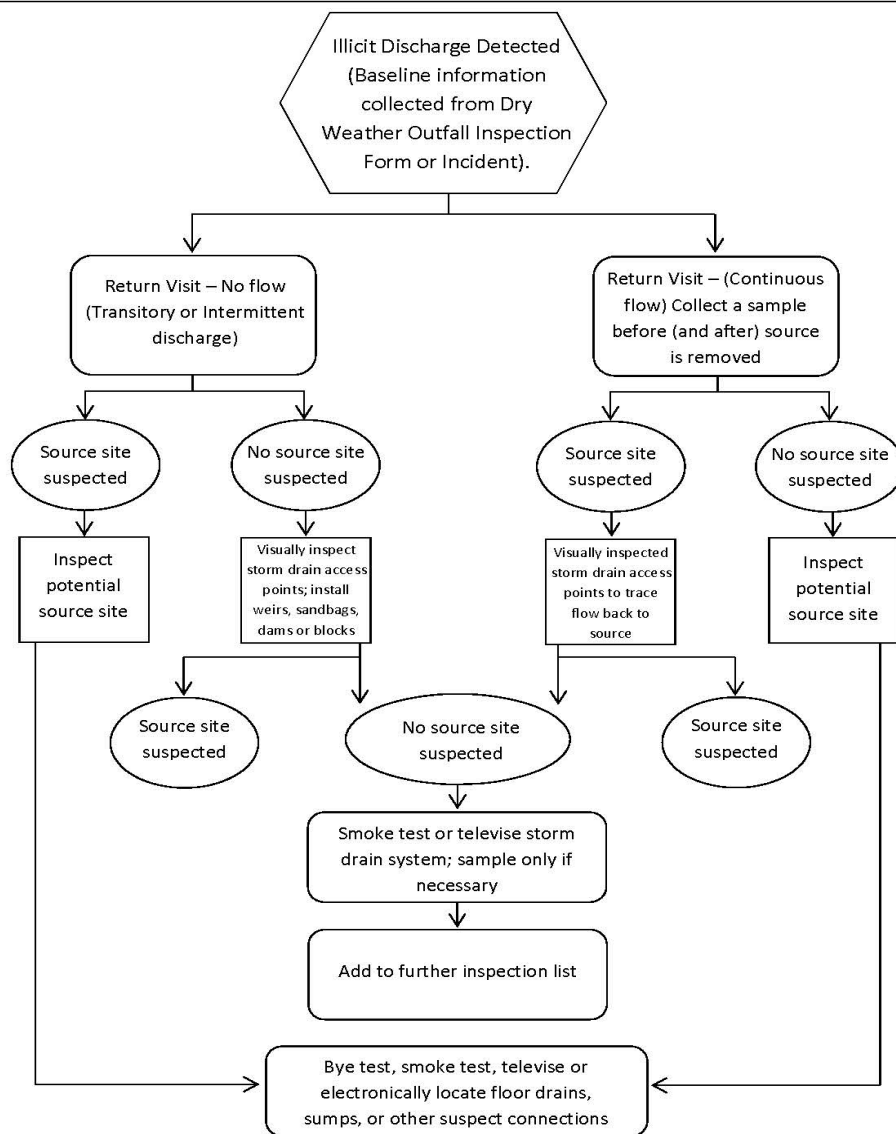 Illicit Discharge Detected
(Baseline information
collected from Dry
Weather Outfall Inspection
Form or Incident).
Return Visit – No flow
(Transitory or Intermittent
discharge)
Return Visit – (Continuous
flow) Collect a sample
before (and after) source
is removed
Source site
suspected
No source site
suspected
Source site
suspected
No source site
suspected
Inspect
potential
source site
Visually inspect
storm drain access
points; install
weirs, sandbags,
dams or blocks
Visually inspected
storm drain access
points to trace
flow back to
source
Inspect
potential
source site
Source site
suspected
No source site
suspected
Source site
suspected
Smoke test or televise storm
drain system; sample only if
necessary
Add to further inspection list
Bye test, smoke test, televise or
electronically locate floor drains,
sumps, or other suspect connections